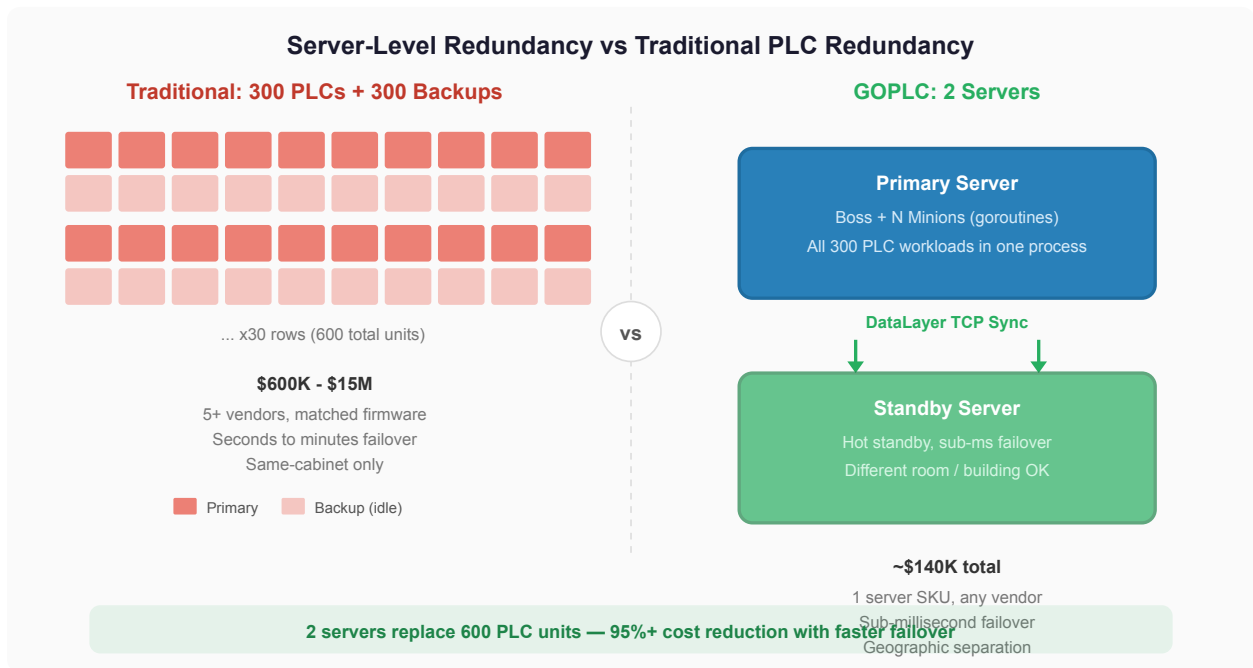 Server-Level Redundancy vs Traditional PLC Redundancy
Traditional: 300 PLCs + 300 Backups
... x30 rows (600 total units)
$600K - $15M
5+ vendors, matched firmware
Seconds to minutes failover
Same-cabinet only
Primary
Backup (idle)
vs
GOPLC: 2 Servers
Primary Server
Boss + N Minions (goroutines)
All 300 PLC workloads in one process
DataLayer TCP Sync
Standby Server
Hot standby, sub-ms failover
Different room / building OK
~$140K total
1 server SKU, any vendor
Sub-millisecond failover
Geographic separation
2 servers replace 600 PLC units — 95%+ cost reduction with faster failover